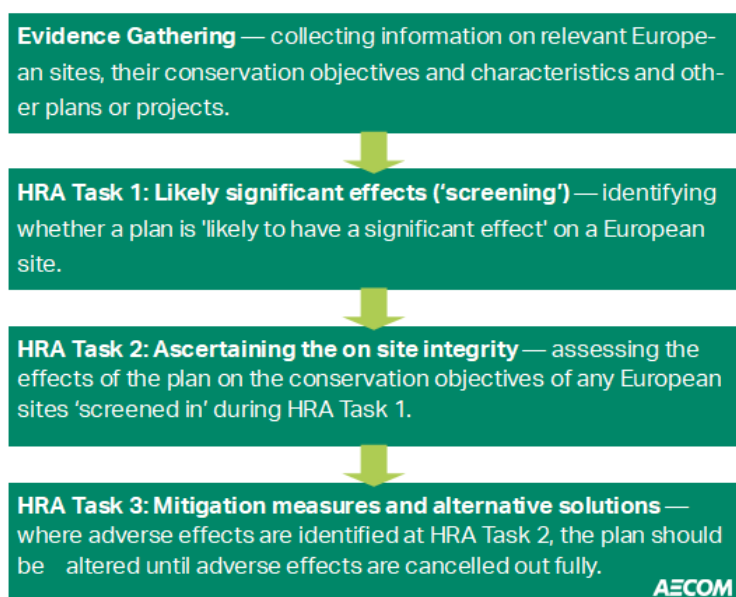 Evidence Gathering — collecting information on relevant Europe-
an sites, their conservation objectives and characteristics and oth-
er plans or projects.
HRA Task 1: Likely significant effects (‘screening’) — identifying
whether a plan is 'likely to have a significant effect' on a European
site.
HRA Task 2: Ascertaining the on site integrity — assessing the
effects of the plan on the conservation objectives of any European
sites ‘screened in’ during HRA Task 1.
HRA Task 3: Mitigation measures and alternative solutions —
where adverse effects are identified at HRA Task 2, the plan should
be altered until adverse effects are cancelled out fully.
AECOM